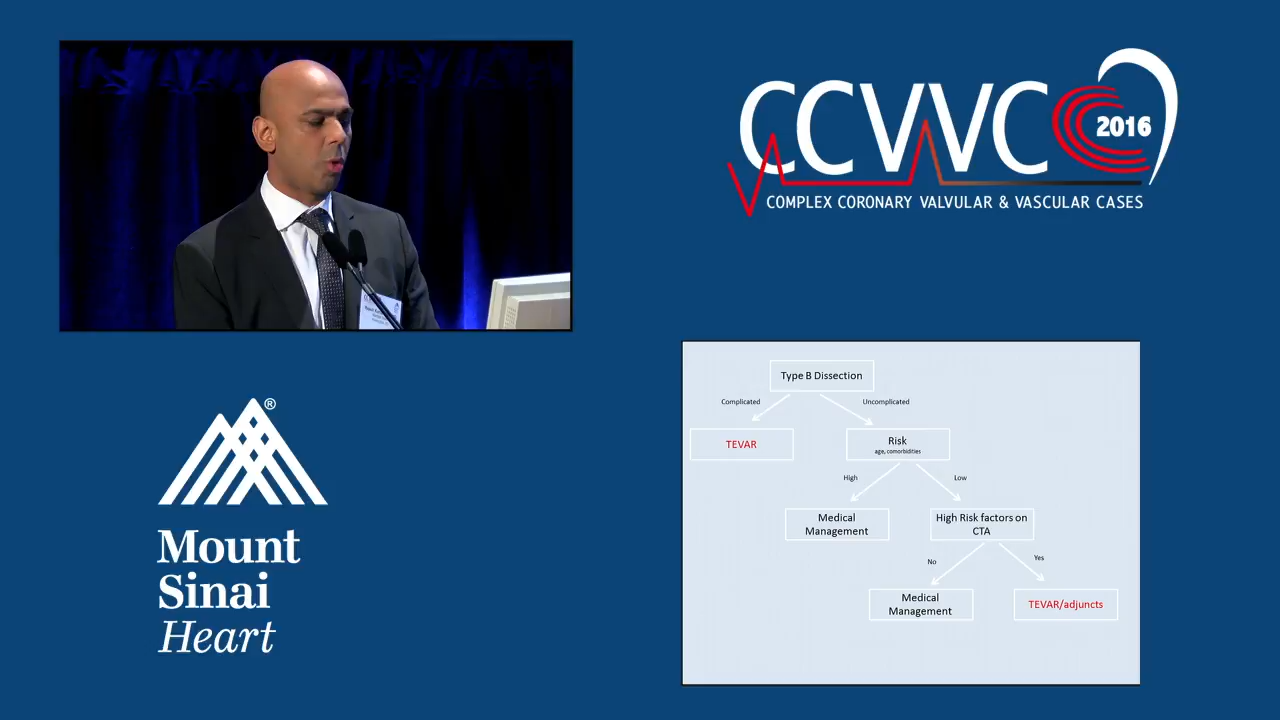 CCVVC
2016
COMPLEX CORONARY VALVULAR & VASCULAR CASES
Mount
Sinai
Heart
®
Type B Dissection
Complicated
Uncomplicated
TEVAR
Risk
age, comorbidities
High
Low
Medical
Management
High Risk factors on
CTA
No
Yes
Medical
Management
TEVAR/adjuncts